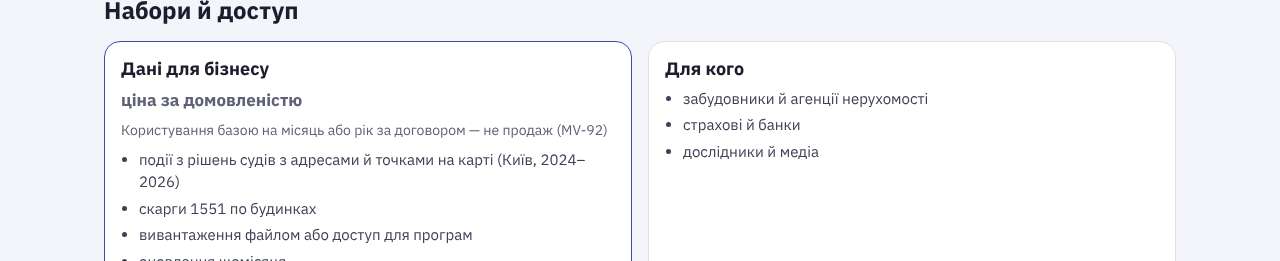 Набори й доступ
Дані для бізнесу
ціна за домовленістю
Користування базою на місяць або рік за договором — не продаж (MV-92)
• події з рішень судів з адресами й точками на карті (Київ, 2024–
2026)
• скарги 1551 по будинках
• вивантаження файлом або доступ для програм
Для кого
• забудовники й агенції нерухомості
• страхові й банки
• дослідники й медіа